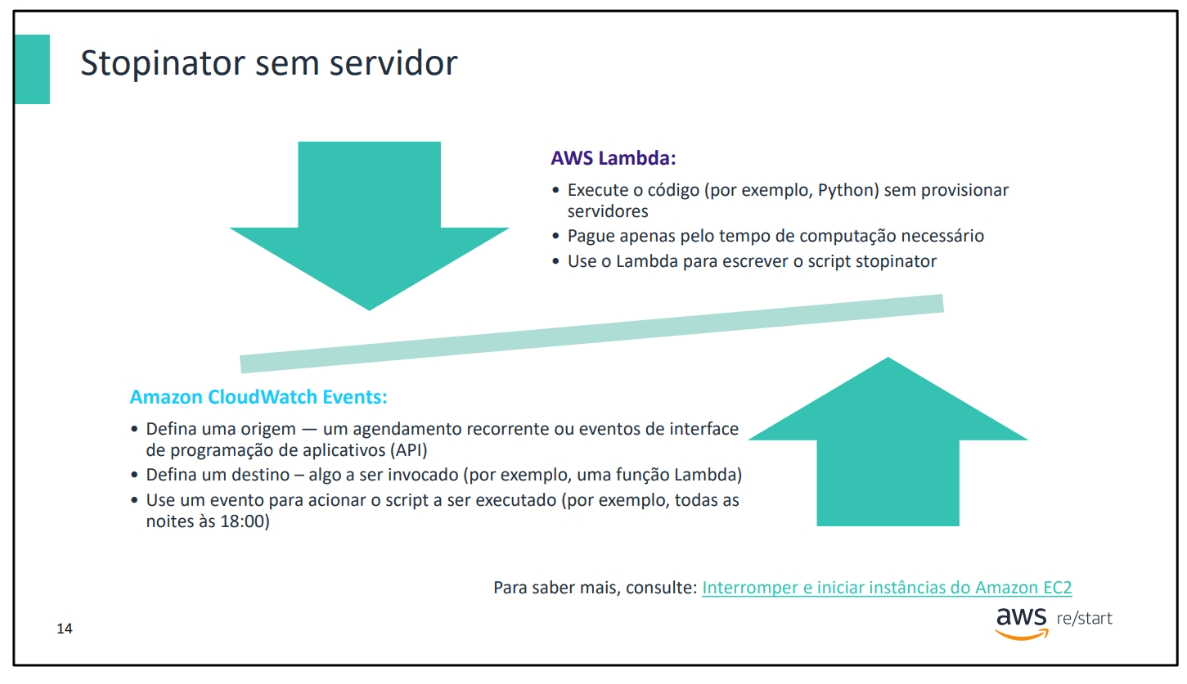 Stopinator sem servidor
AWS Lambda:
• Execute o código (por exemplo, Python) sem provisionar
servidores
• Pague apenas pelo tempo de computação necessário
• Use o Lambda para escrever o script stopinator
Amazon CloudWatch Events:
• Defina uma origem — um agendamento recorrente ou eventos de interface
de programação de aplicativos (API)
• Defina um destino – algo a ser invocado (por exemplo, uma função Lambda)
• Use um evento para acionar o script a ser executado (por exemplo, todas as
noites às 18:00)
Para saber mais, consulte: Interromper e iniciar instâncias do Amazon EC2
14
aws re/start